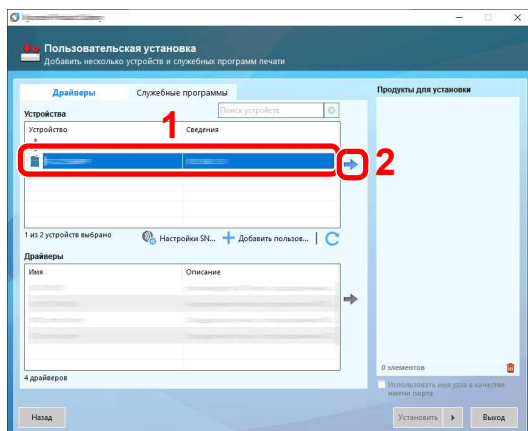 Пользовательская установка
Добавить несколько устройств и служебных программ печати
Драйверы
Служебные программы
Продукты для установки
Устройства
Поиск устройств
Устройство
Сведения
1
2
1 из 2 устройств выбрано
Настройки SN...
Добавить пользов...
Драйверы
Имя
Описание
4 драйверов
0 элементов
Использовать имя узла в качестве
имени порта
Назад
Установить
Выход